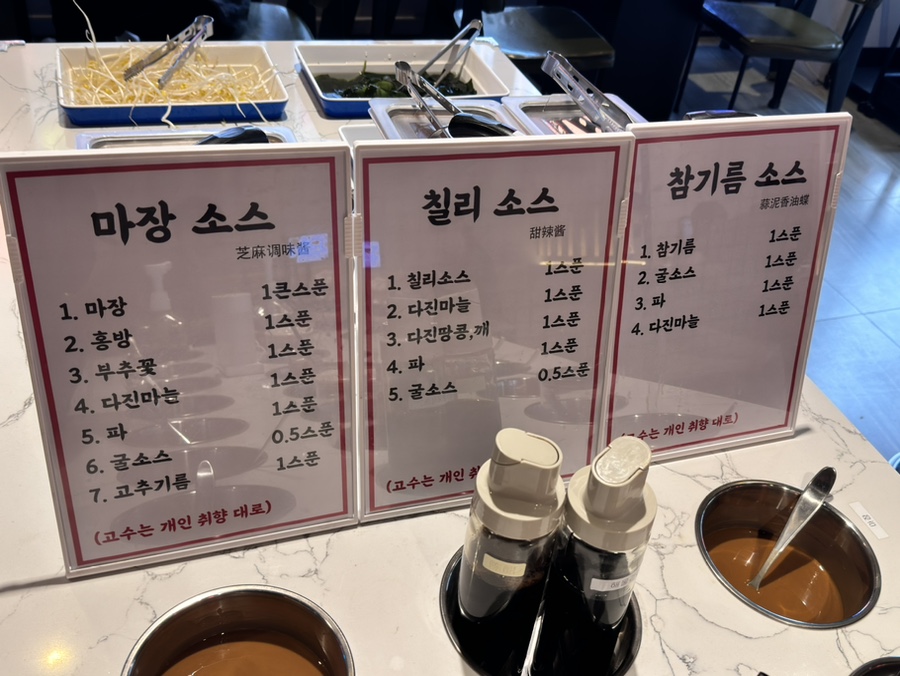 마장 소스
芝麻调味酱
1. 마장 1큰스푼
2. 홍방 1스푼
3. 부추꽃 1스푼
4. 다진마늘 1스푼
5. 파 1스푼
6. 굴소스 0.5스푼
7. 고추기름 1스푼
(고수는 개인 취향 대로)
칠리 소스
甜辣酱
1. 칠리소스 1스푼
2. 다진마늘 1스푼
3. 다진땅콩,깨 1스푼
4. 파 1스푼
5. 굴소스 0.5스푼
(고수는 개인 취
참기름 소스
蒜泥香油蝶
1. 참기름 1스푼
2. 굴소스 1스푼
3. 파 1스푼
4. 다진마늘 1스푼
수는 개인 취향 대로)